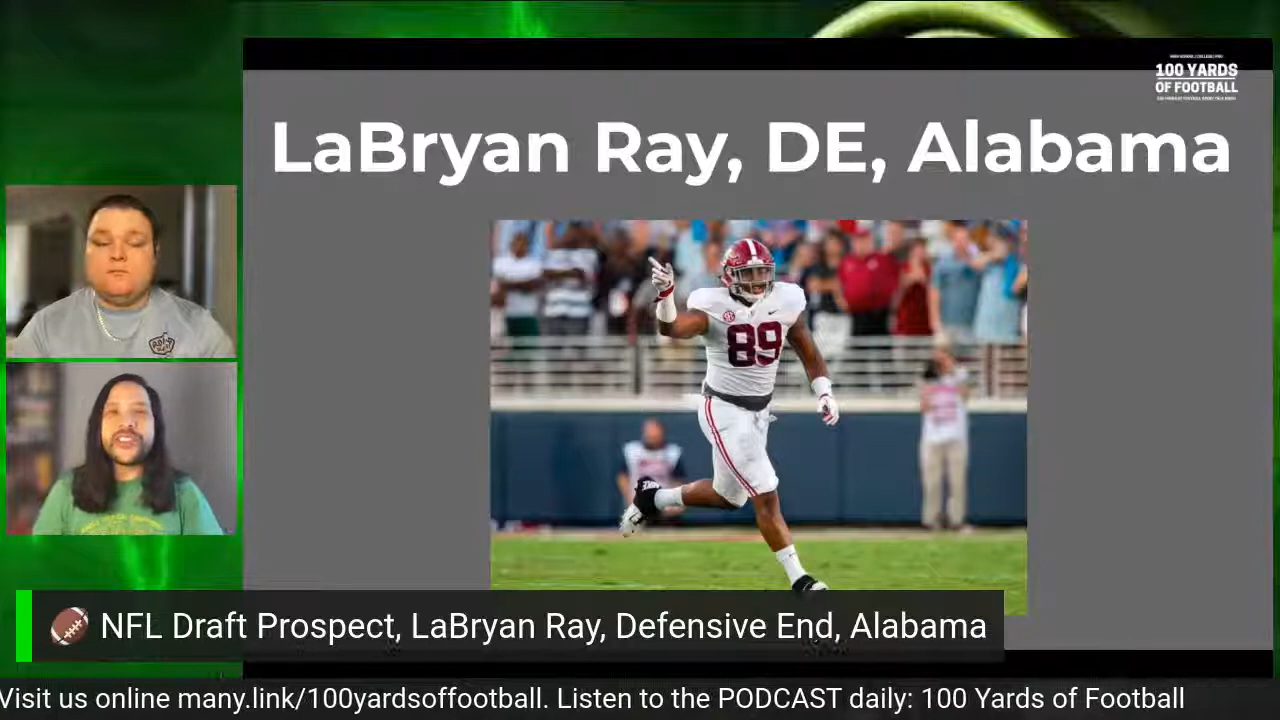 100 YARDS
OF FOOTBALL
LaBryan Ray, DE, Alabama
89
NFL Draft Prospect, LaBryan Ray, Defensive End, Alabama
Visit us online many.link/100yardsoffootball. Listen to the PODCAST daily: 100 Yards of Football